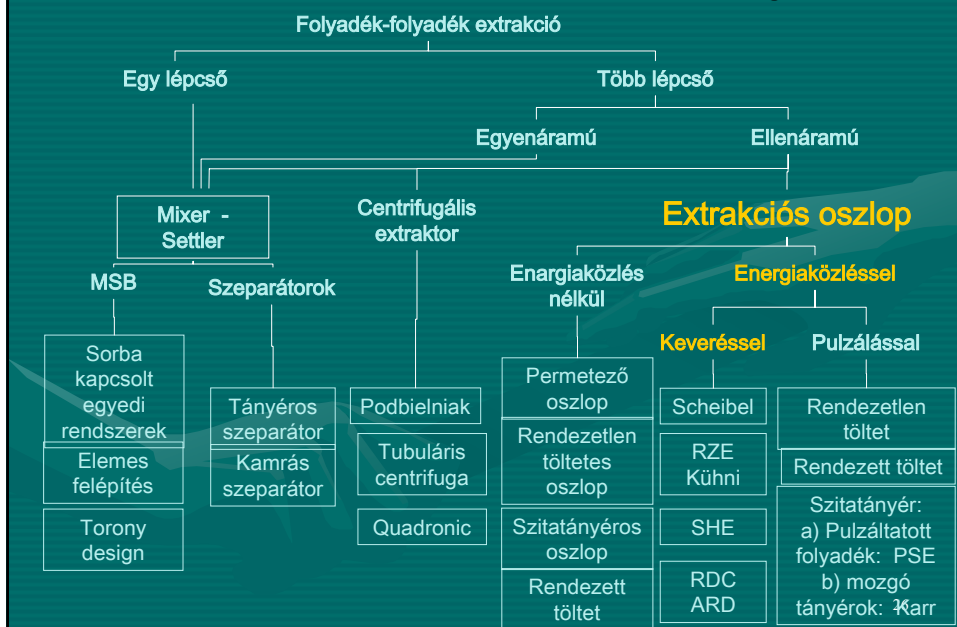 Folyadék-folyadék extrakció
Egy lépcső
Több lépcső
Egyenáramú
Ellenáramú
Mixer -
Settler
Centrifugális
extraktor
Extrakciós oszlop
MSB
Szeparátorok
Enargiaközlés
nélkül
Energiaközléssel
Keveréssel
Pulzálással
Sorba
kapcsolt
egyedi
rendszerek
Elemes
felépítés
Torony
design
Tányéros
szeparátor
Kamrás
szeparátor
Podbielniak
Tubuláris
centrifuga
Quadronic
Permetező
oszlop
Rendezetlen
töltetes
oszlop
Szitatányéros
oszlop
Rendezett
töltet
Scheibel
RZE
Kühni
SHE
RDC
ARD
Rendezetlen
töltet
Rendezett töltet
Szitatányér:
a) Pulzáltatott
folyadék: PSE
b) mozgó
tányérok: Karr
26